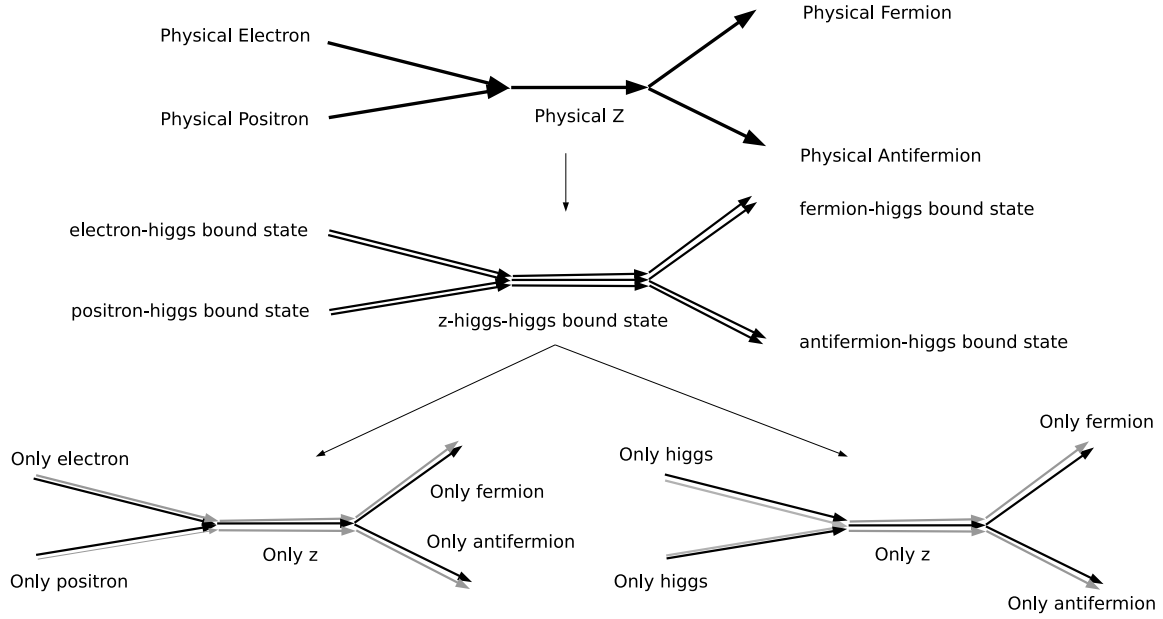 Physical Electron
Physical Fermion
Physical Positron
Physical Z
Physical Antifermion
electron-higgs bound state
fermion-higgs bound state
positron-higgs bound state
z-higgs-higgs bound state
antifermion-higgs bound state
Only electron
Only fermion
Only antifermion
Only z
Only positron
Only higgs
Only fermion
Only z
Only higgs
Only antifermion